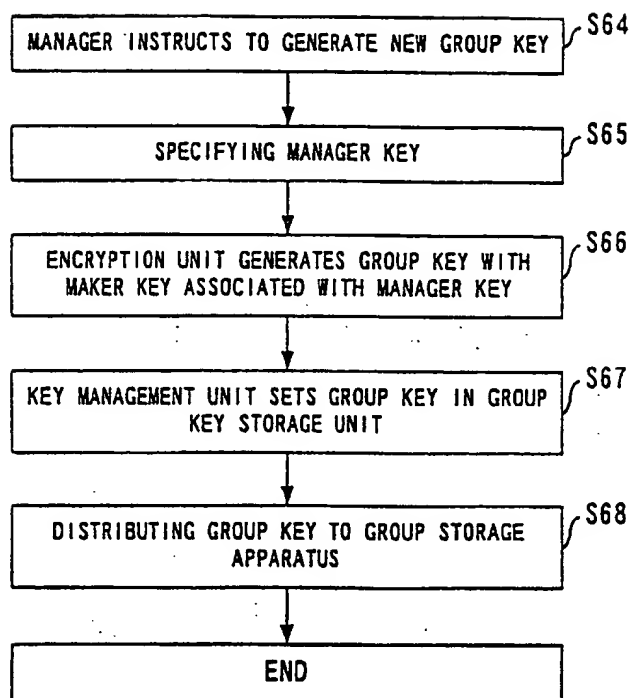 MANAGER INSTRUCTS TO GENERATE NEW GROUP KEY
S64
SPECIFYING MANAGER KEY
S65
ENCRYPTION UNIT GENERATES GROUP KEY WITH
MAKER KEY ASSOCIATED WITH MANAGER KEY
S66
KEY MANAGEMENT UNIT SETS GROUP KEY IN GROUP
KEY STORAGE UNIT
S67
DISTRIBUTING GROUP KEY TO GROUP STORAGE
APPARATUS
S68
END